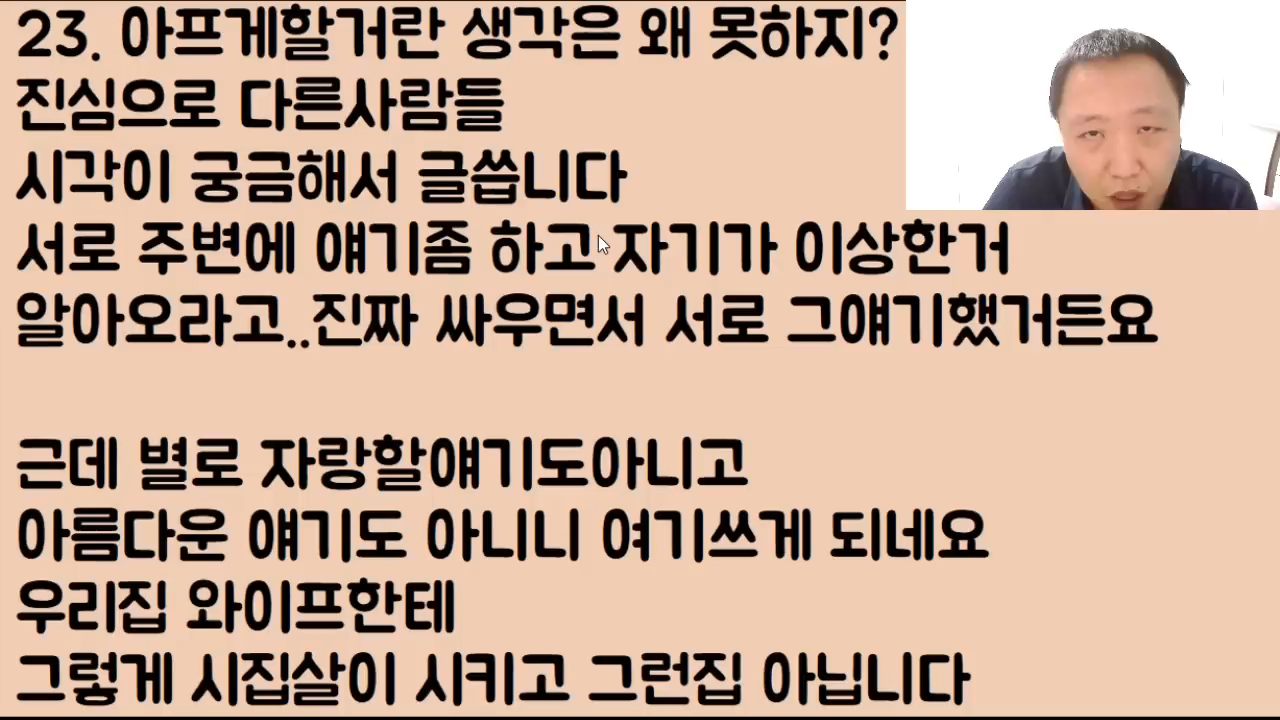 23. 아프게할거란 생각은 왜 못하지?
진심으로 다른사람들
시각이 궁금해서 글씁니다
서로 주변에 얘기좀 하고 자기가 이상한거
알아오라고..진짜 싸우면서 서로 그얘기했거든요
근데 별로 자랑할얘기도아니고
아름다운 얘기도 아니니 여기쓰게 되네요
우리집 와이프한테
그렇게 시집살이 시키고 그런집 아닙니다